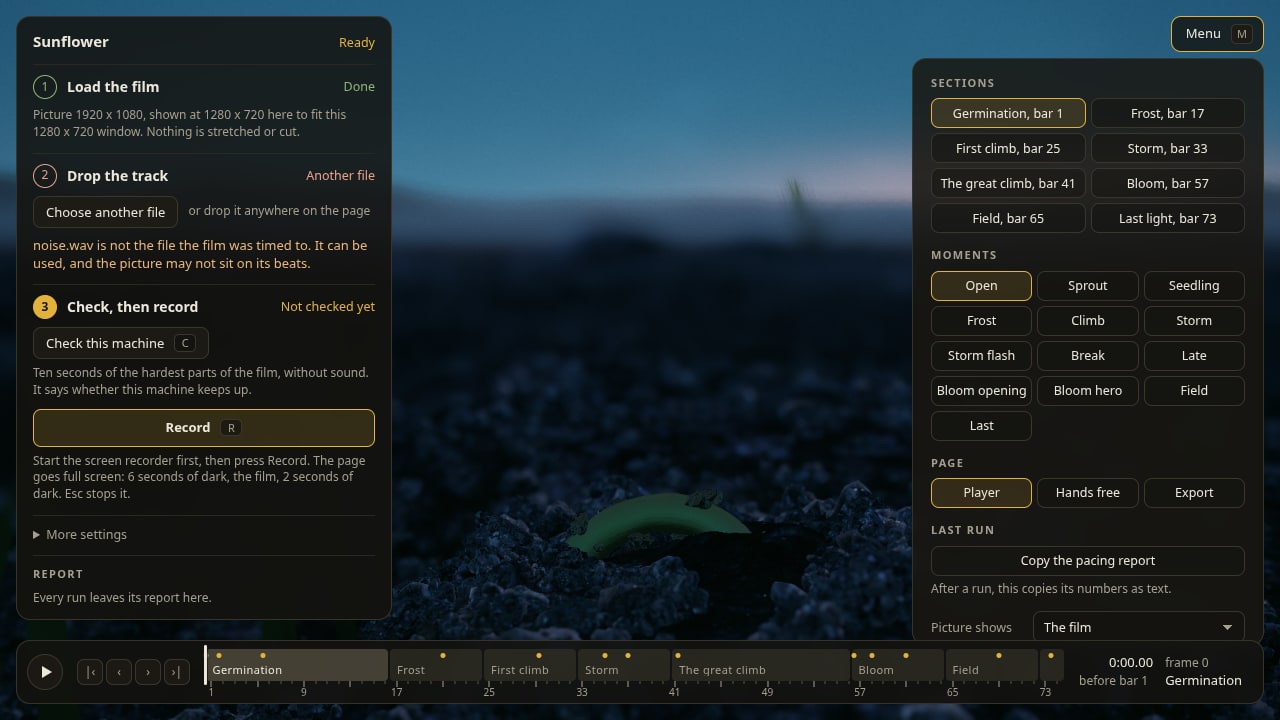 Sunflower
Ready
1
Load the film
Done
Picture 1920 x 1080, shown at 1280 x 720 here to fit this
1280 x 720 window. Nothing is stretched or cut.
2
Drop the track
Another file
Choose another file
or drop it anywhere on the page
noise.wav is not the file the film was timed to. It can be
used, and the picture may not sit on its beats.
3
Check, then record
Not checked yet
Check this machine
C
Ten seconds of the hardest parts of the film, without sound.
It says whether this machine keeps up.
Record
R
Start the screen recorder first, then press Record. The page
goes full screen: 6 seconds of dark, the film, 2 seconds of
dark. Esc stops it.
More settings
REPORT
Every run leaves its report here.
Menu
M
SECTIONS
Germination, bar 1
Frost, bar 17
First climb, bar 25
Storm, bar 33
The great climb, bar 41
Bloom, bar 57
Field, bar 65
Last light, bar 73
MOMENTS
Open
Sprout
Seedling
Frost
Climb
Storm
Storm flash
Break
Late
Bloom opening
Bloom hero
Field
Last
PAGE
Player
Hands free
Export
LAST RUN
Copy the pacing report
After a run, this copies its numbers as text.
Picture shows
The film
Germination
Frost
First climb
Storm
The great climb
Bloom
Field
1
9
17
25
33
41
49
57
65
73
0:00.00
frame 0
before bar 1
Germination